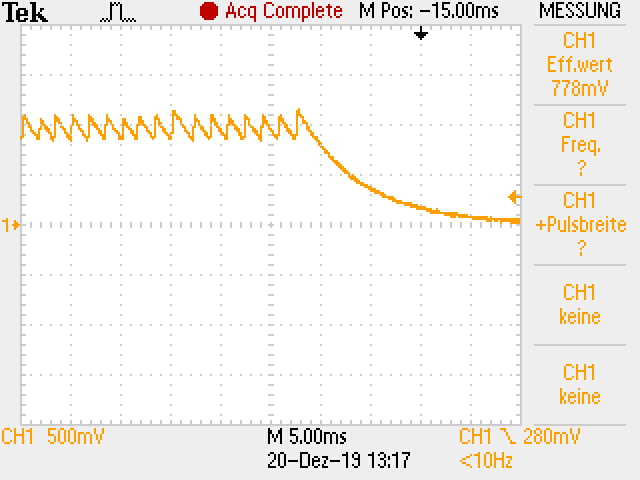 Tek Acq Complete M Pos: -15.00ms MESSUNG
CH1
Eff.wert
778mV
CH1
Freq.
?
1
CH1
+Pulsbreite
?
CH1
keine
CH1
keine
CH1 500mV M 5.00ms CH1 280mV
20-Dez-19 13:17 <10Hz